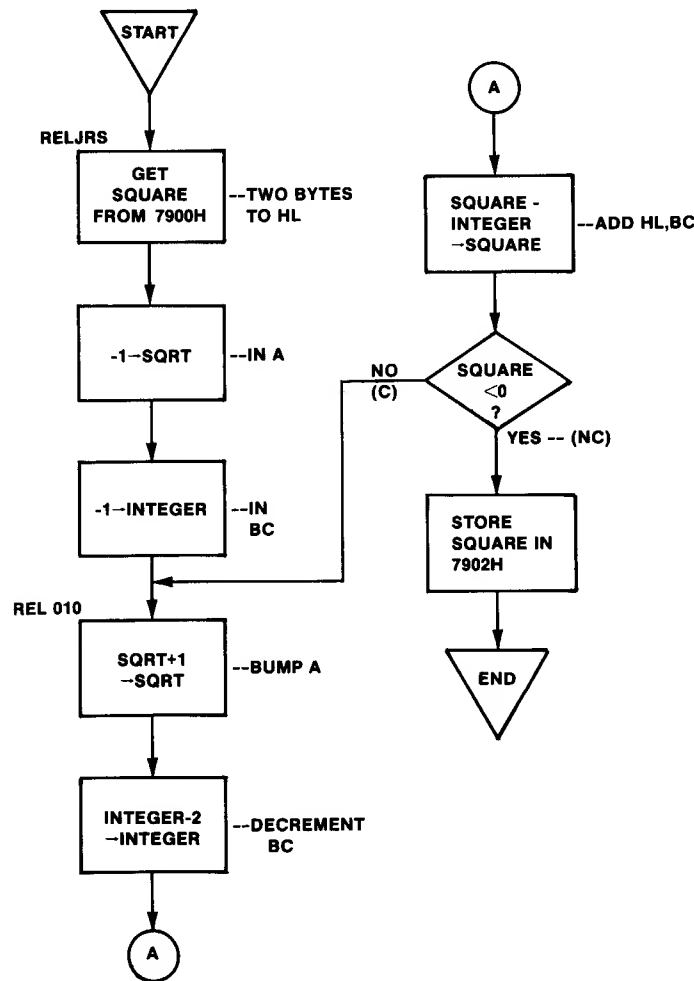 START
RELJRS
GET
SQUARE
FROM 7900H
--TWO BYTES
TO HL
-1→SQRT
--IN A
-1→INTEGER
--IN
BC
REL 010
SQRT+1
→SQRT
--BUMP A
INTEGER-2
→INTEGER
--DECREMENT
BC
A
A
SQUARE -
INTEGER
→SQUARE
--ADD HL,BC
SQUARE
<0
?
NO
(C)
YES -- (NC)
STORE
SQUARE IN
7902H
END